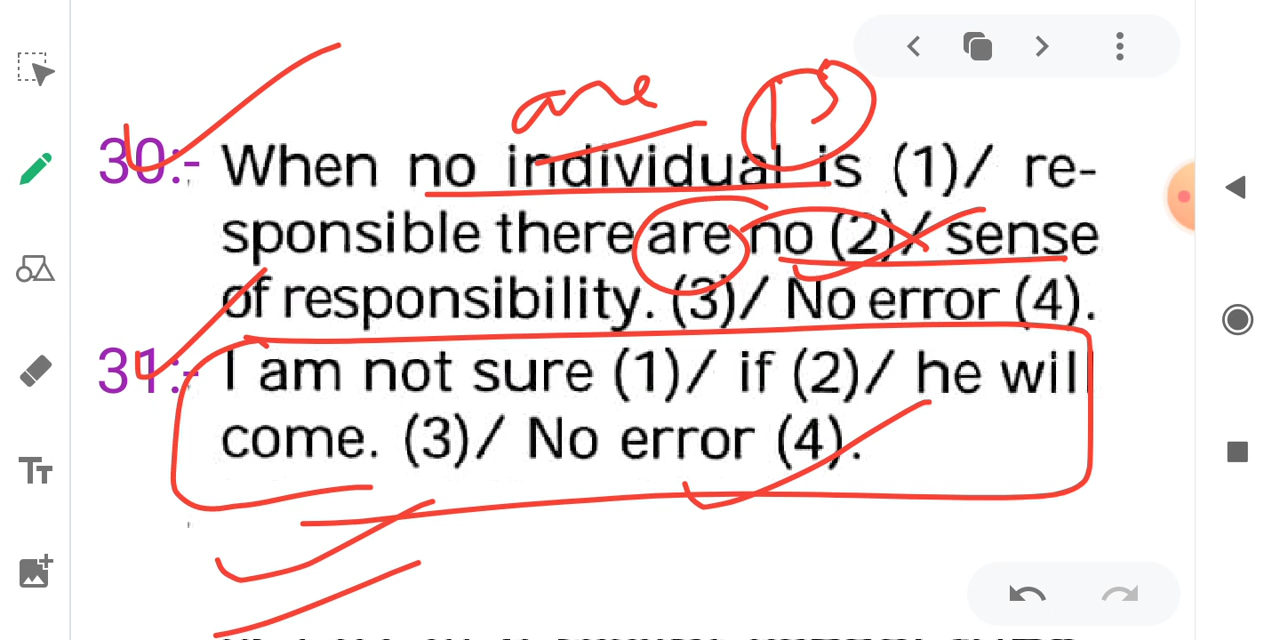 are is
30:- When no individual is (1)/ re-
sponsible there are no (2)/ sense
of responsibility. (3)/ No error (4).
31:- I am not sure (1)/ if (2)/ he will
come. (3)/ No error (4).